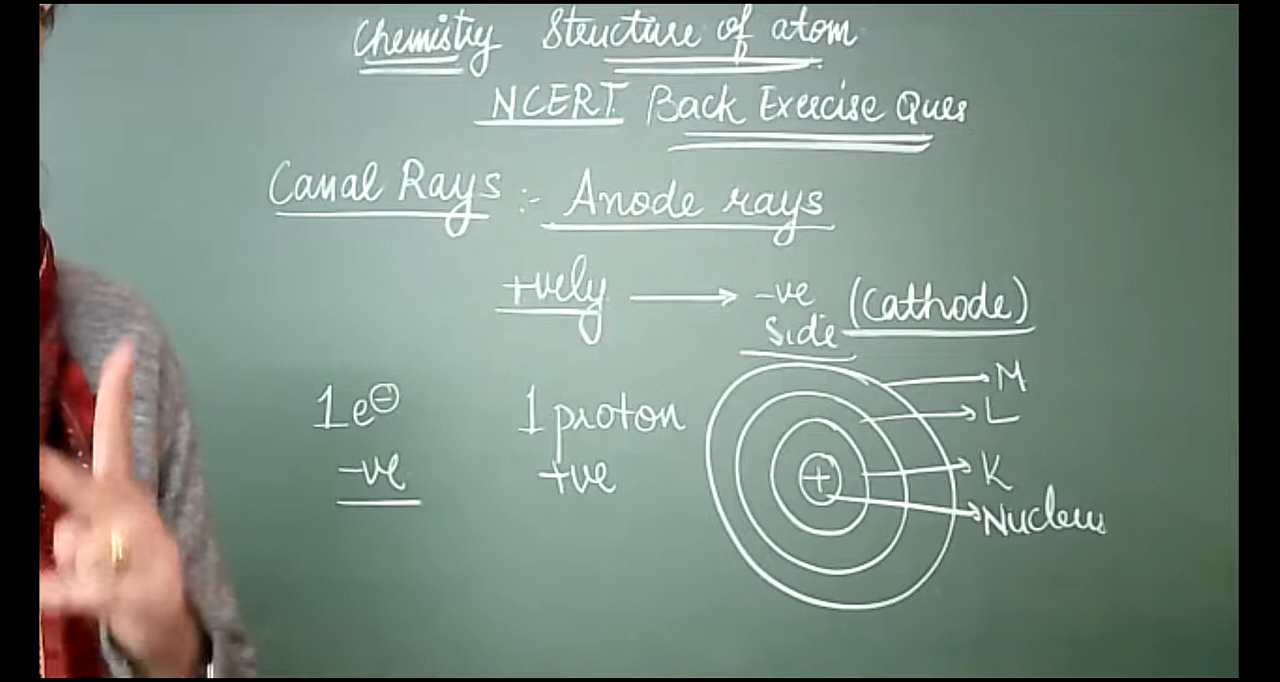 Chemistry Structure of atom
NCERT Back Exercise Ques
Canal Rays :- Anode rays
+vely → -ve (Cathode)
Side
M
1e⊖ 1 proton L
-ve +ve K
+
Nucleus